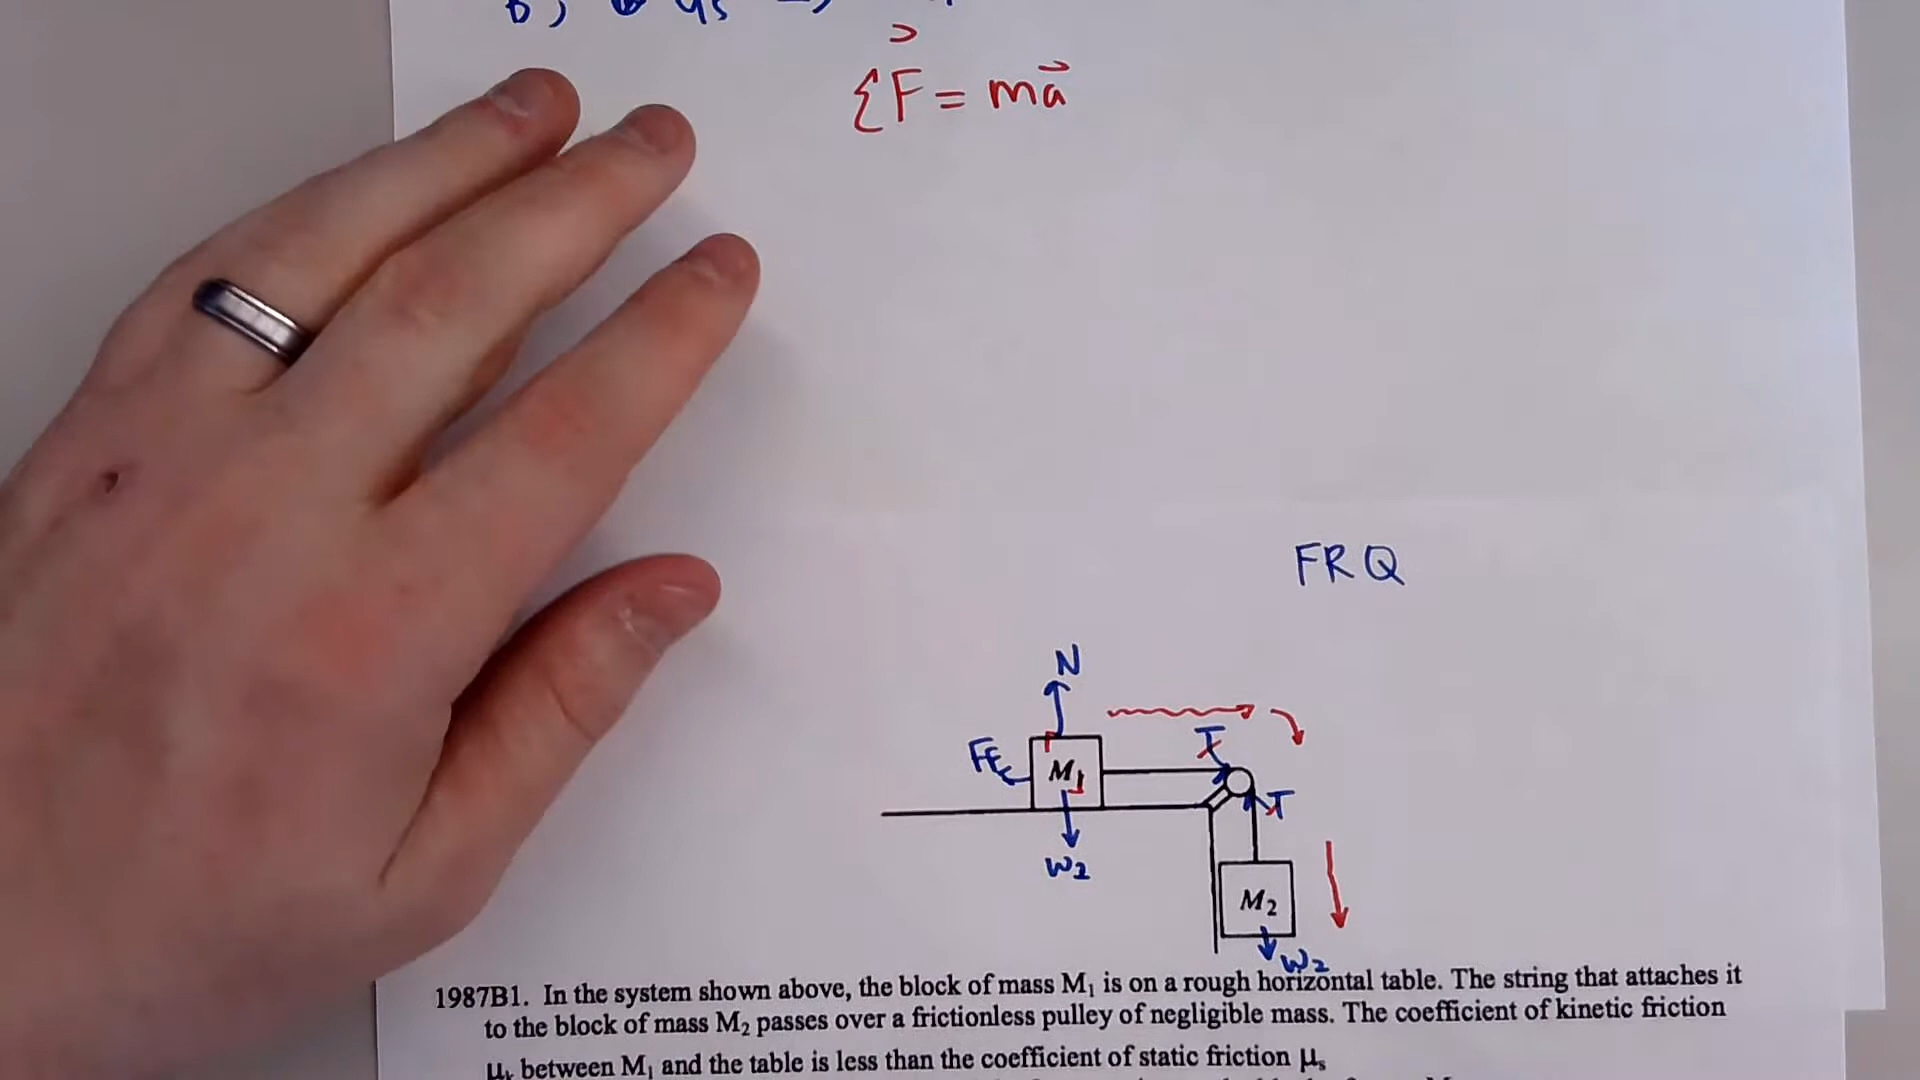 ΣF = ma
FRQ
N
Ff
M₁
T
T
W₂
M₂
W₂
1987B1. In the system shown above, the block of mass M₁ is on a rough horizontal table. The string that attaches it
to the block of mass M₂ passes over a frictionless pulley of negligible mass. The coefficient of kinetic friction
μₖ between M₁ and the table is less than the coefficient of static friction μₛ